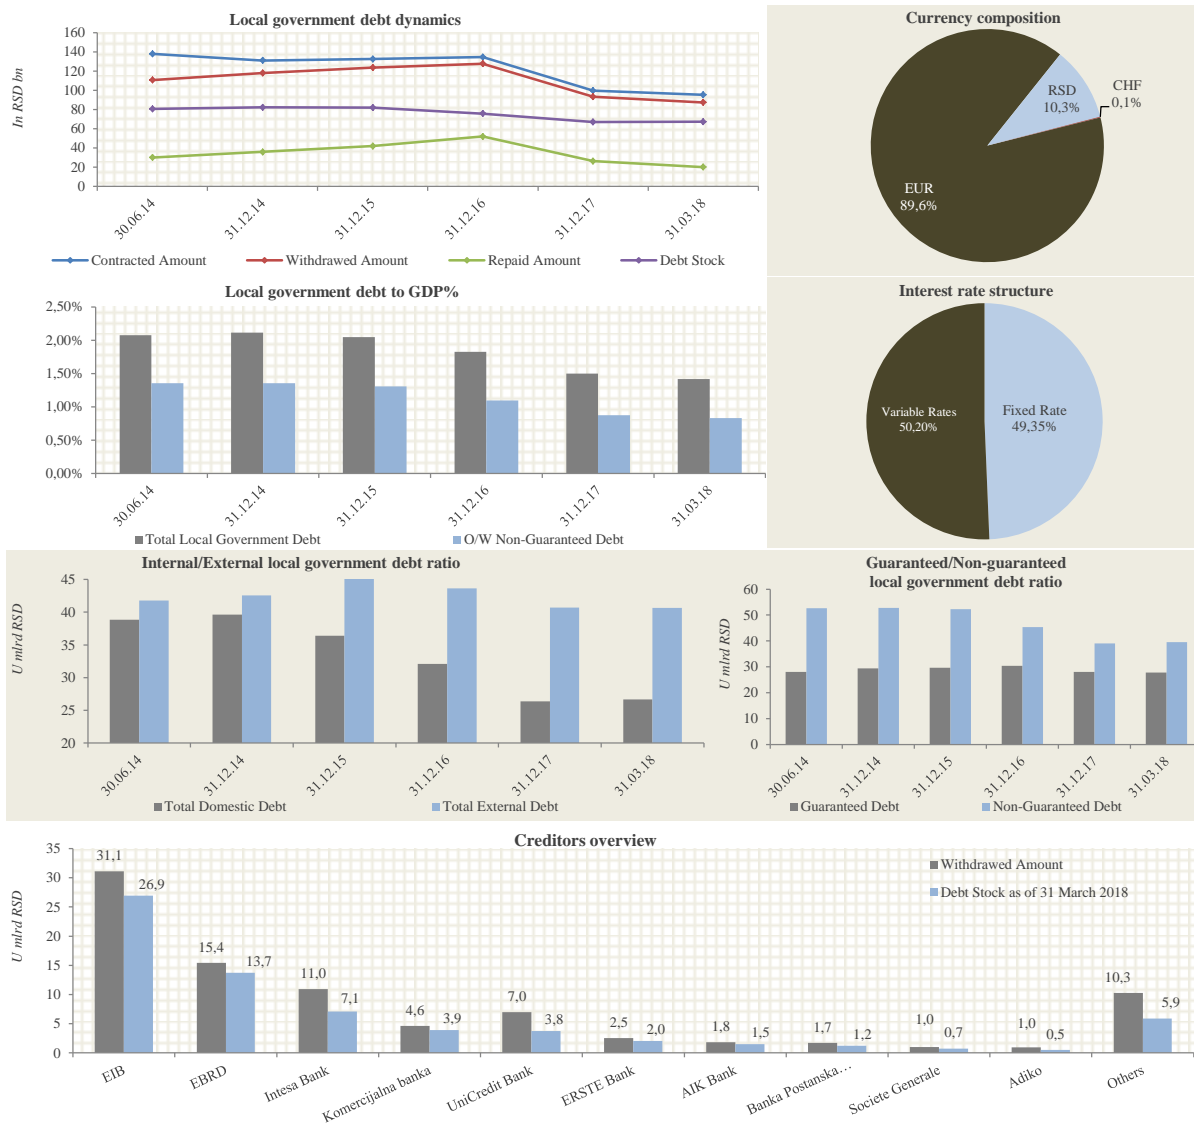 Local government debt dynamics
In RSD bn
160
140
120
100
80
60
40
20
0
30.06.14
31.12.14
31.12.15
31.12.16
31.12.17
31.03.18
Contracted Amount
Withdrawed Amount
Repaid Amount
Debt Stock
Currency composition
RSD
10,3%
CHF
0,1%
EUR
89,6%
Local government debt to GDP%
2,50%
2,00%
1,50%
1,00%
0,50%
0,00%
30.06.14
31.12.14
31.12.15
31.12.16
31.12.17
31.03.18
Total Local Government Debt
O/W Non-Guaranteed Debt
Interest rate structure
Variable Rates
50,20%
Fixed Rate
49,35%
Internal/External local government debt ratio
U mlrd RSD
45
40
35
30
25
20
30.06.14
31.12.14
31.12.15
31.12.16
31.12.17
31.03.18
Total Domestic Debt
Total External Debt
Guaranteed/Non-guaranteed
local government debt ratio
U mlrd RSD
60
50
40
30
20
10
0
30.06.14
31.12.14
31.12.15
31.12.16
31.12.17
31.03.18
Guaranteed Debt
Non-Guaranteed Debt
Creditors overview
U mlrd RSD
35
30
25
20
15
10
5
0
Withdrawed Amount
Debt Stock as of 31 March 2018
31,1
26,9
15,4
13,7
11,0
7,1
4,6
3,9
7,0
3,8
2,5
2,0
1,8
1,5
1,7
1,2
1,0
0,7
1,0
0,5
10,3
5,9
EIB
EBRD
Intesa Bank
Komercijalna banka
UniCredit Bank
ERSTE Bank
AIK Bank
Banka Postanska…
Societe Generale
Adiko
Others